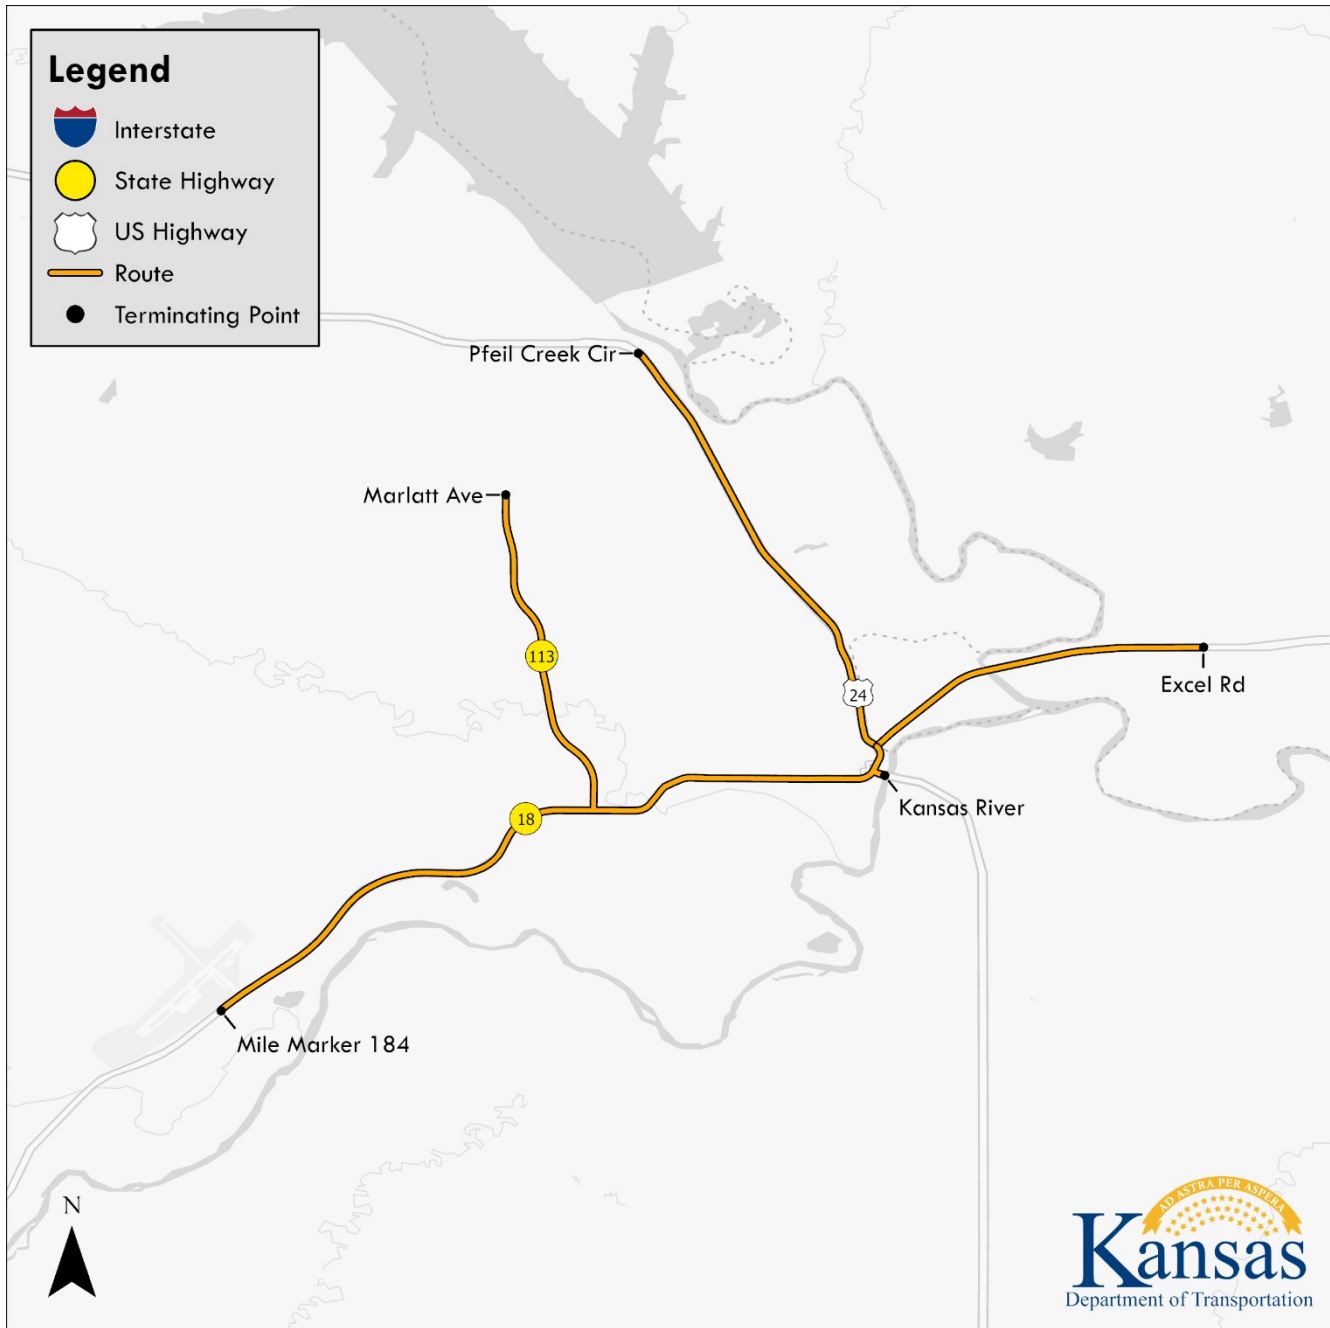 Legend
Interstate
State Highway
US Highway
Route
Terminating Point
Pfeil Creek Cir
Marlatt Ave
113
24
Excel Rd
Kansas River
18
Mile Marker 184
N
AD ASTRA PER ASPERA
Kansas
Department of Transportation